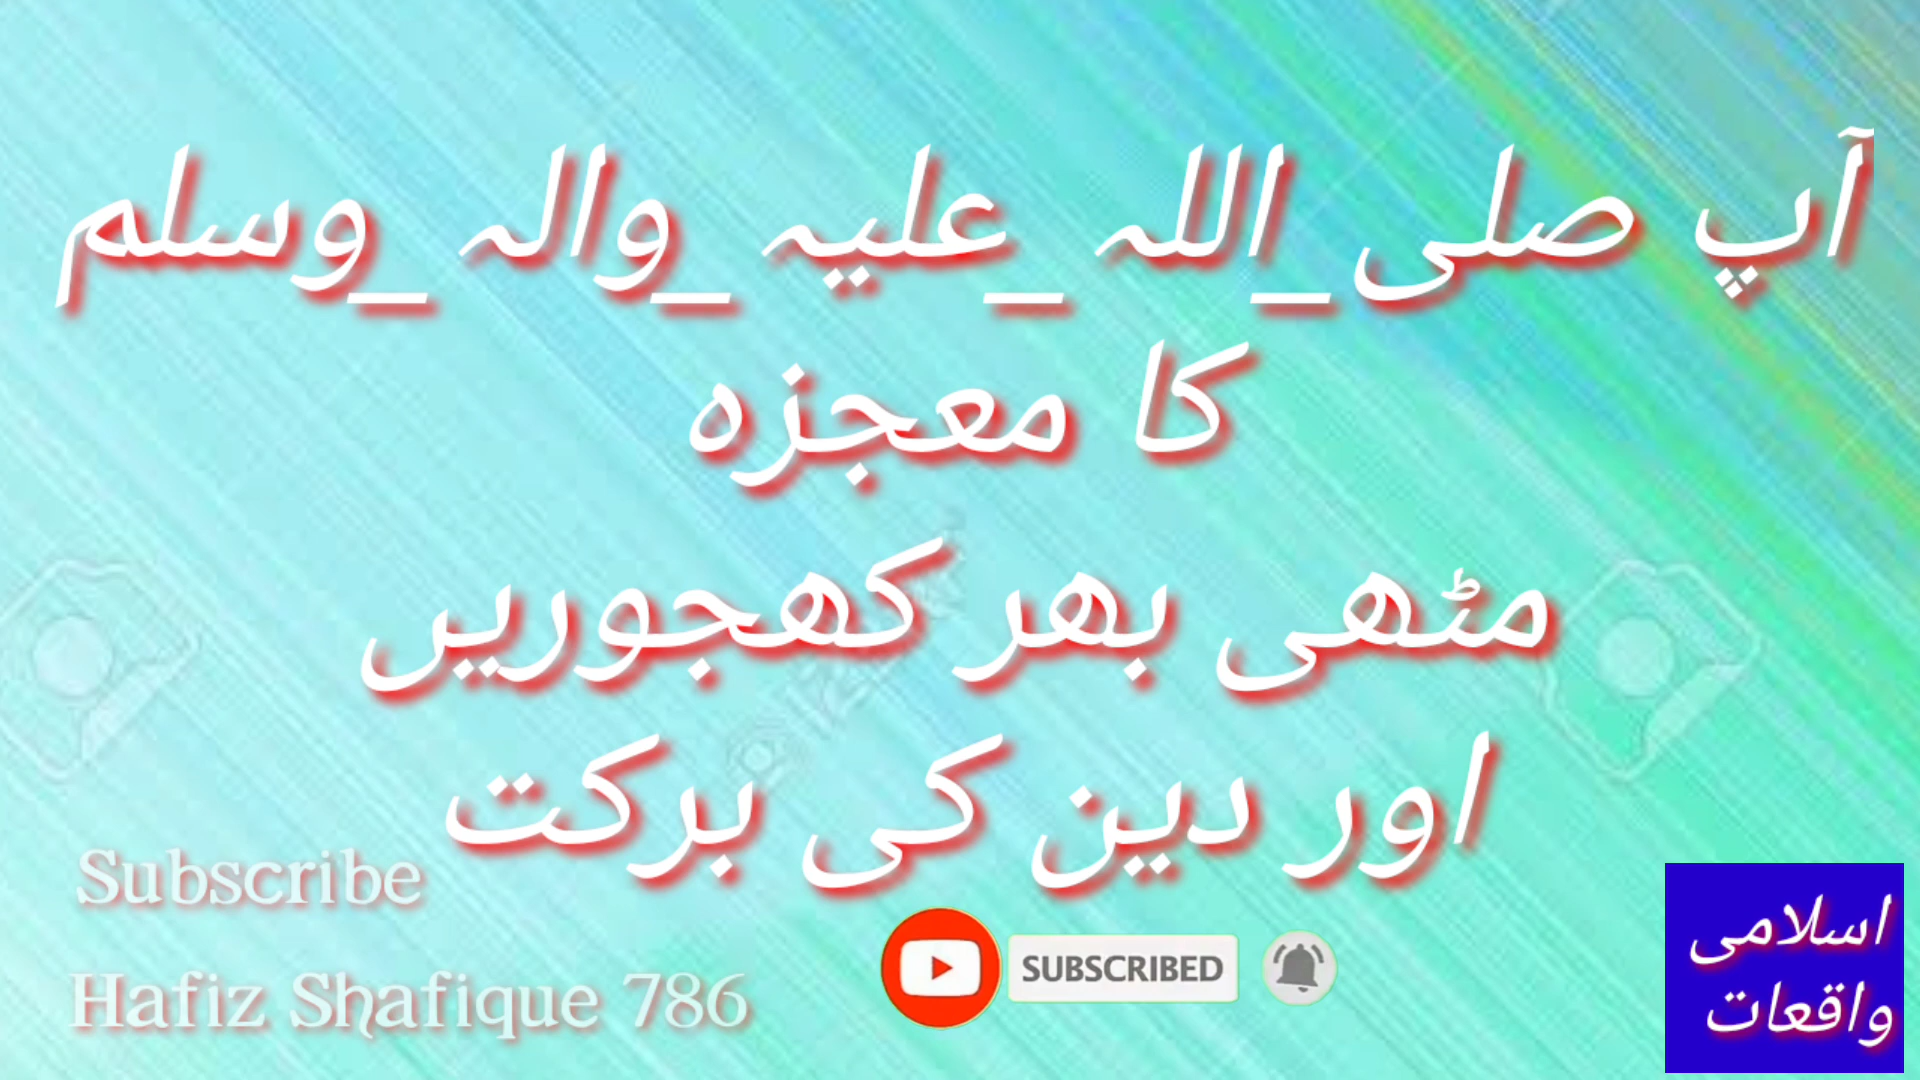 آپ صلی_اللہ_علیہ_والہ_وسلم
کا معجزہ
مٹھی بھر کھجوریں
اور دین کی برکت
Subscribe
Hafiz Shafique 786
SUBSCRIBED
اسلامی
واقعات